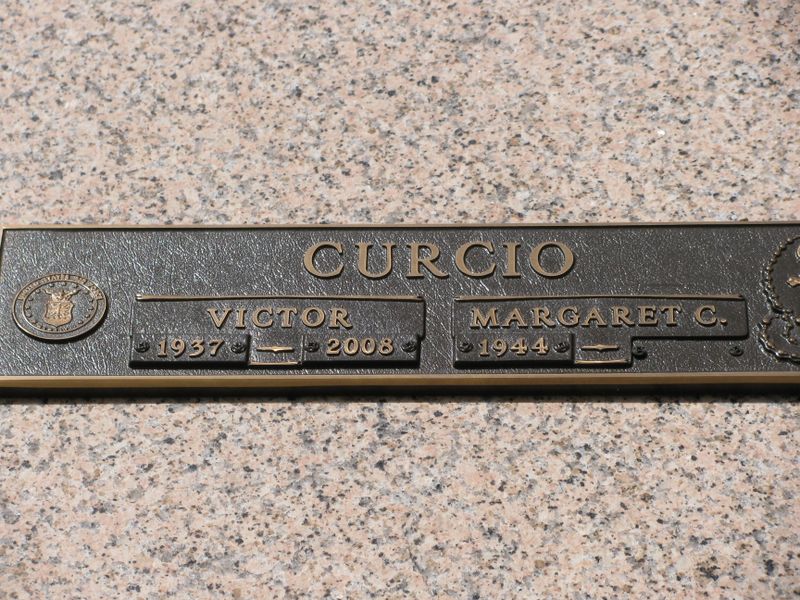 CURCIO
VICTOR
1937 2008
MARGARET C.
1944